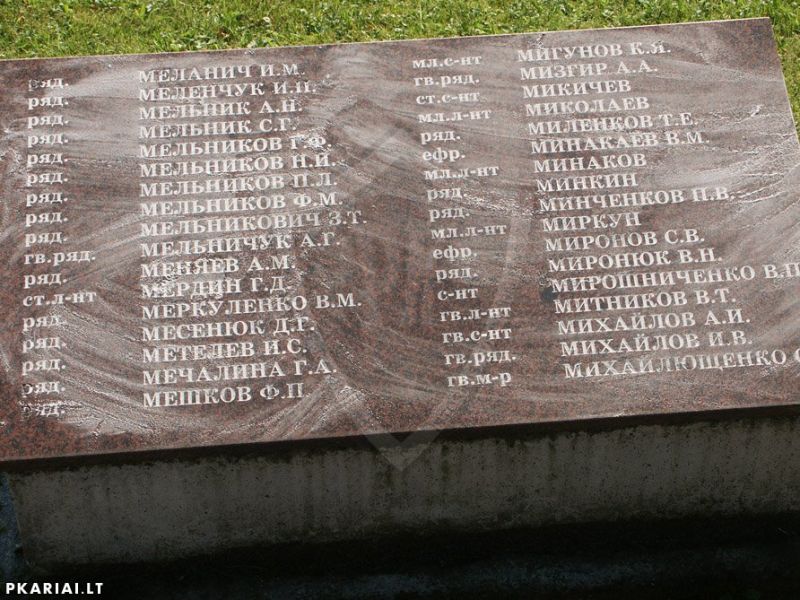 ряд. МЕЛАНИЧ И.М.
ряд. МЕЛЕНЧУК И.П.
ряд. МЕЛЬНИК А.Н.
ряд. МЕЛЬНИК С.Г.
ряд. МЕЛЬНИКОВ Г.Ф.
ряд. МЕЛЬНИКОВ Н.И.
ряд. МЕЛЬНИКОВ П.Л.
ряд. МЕЛЬНИКОВ Ф.М.
ряд. МЕЛЬНИКОВИЧ З.Т.
гв.ряд. МЕЛЬНИЧУК А.Г.
ряд. МЕНЯЕВ А.М.
ст.л-нт МЕРДИН Г.Д.
ряд. МЕРКУЛЕНКО В.М.
ряд. МЕСЕНЮК Д.Г.
ряд. МЕТЕЛЕВ И.С.
ряд. МЕЧАЛИНА Г.А.
ряд. МЕШКОВ Ф.П.
мл.с-нт МИГУНОВ К.Я.
гв.ряд. МИЗГИР А.А.
ст.с-нт МИКИЧЕВ
мл.л-нт МИКОЛАЕВ
ряд. МИЛЕНКОВ Т.Е.
ефр. МИНАКАЕВ В.М.
мл.л-нт МИНАКОВ
ряд. МИНКИН
ряд. МИНЧЕНКОВ П.В.
мл.л-нт МИРКУН
ефр. МИРОНОВ С.В.
ряд. МИРОНЮК В.Н.
с-нт МИРОШНИЧЕНКО В.П
гв.л-нт МИТНИКОВ В.Т.
гв.с-нт МИХАЙЛОВ А.И.
гв.ряд. МИХАЙЛОВ И.В.
гв.м-р МИХАЙЛЮЩЕНКО
PKARIAI.LT